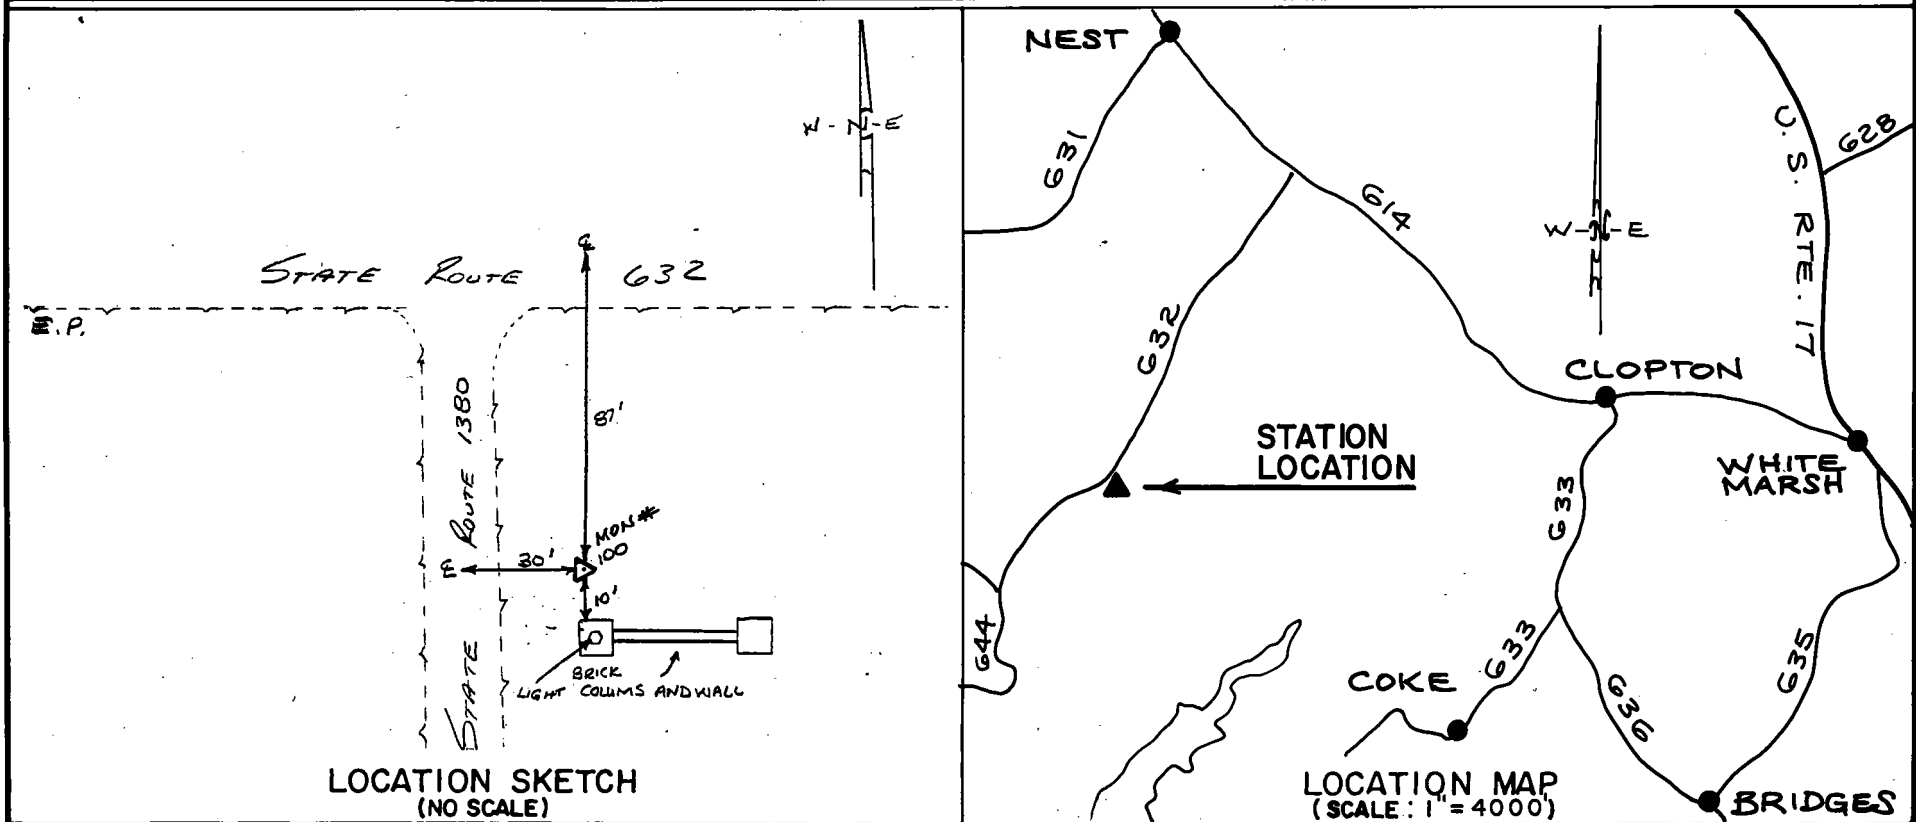 W-N-E
STATE ROUTE 632
E.P.
℄
87'
STATE ROUTE 1380
MON#
100
℄
30'
10'
BRICK
LIGHT COLUMS AND WALL
LOCATION SKETCH
(NO SCALE)
NEST
631
614
U.S. RTE. 17
628
W-N-E
632
CLOPTON
STATION
LOCATION
WHITE
MARSH
633
644
633
COKE
636
635
LOCATION MAP
(SCALE: 1"=4000')
BRIDGES